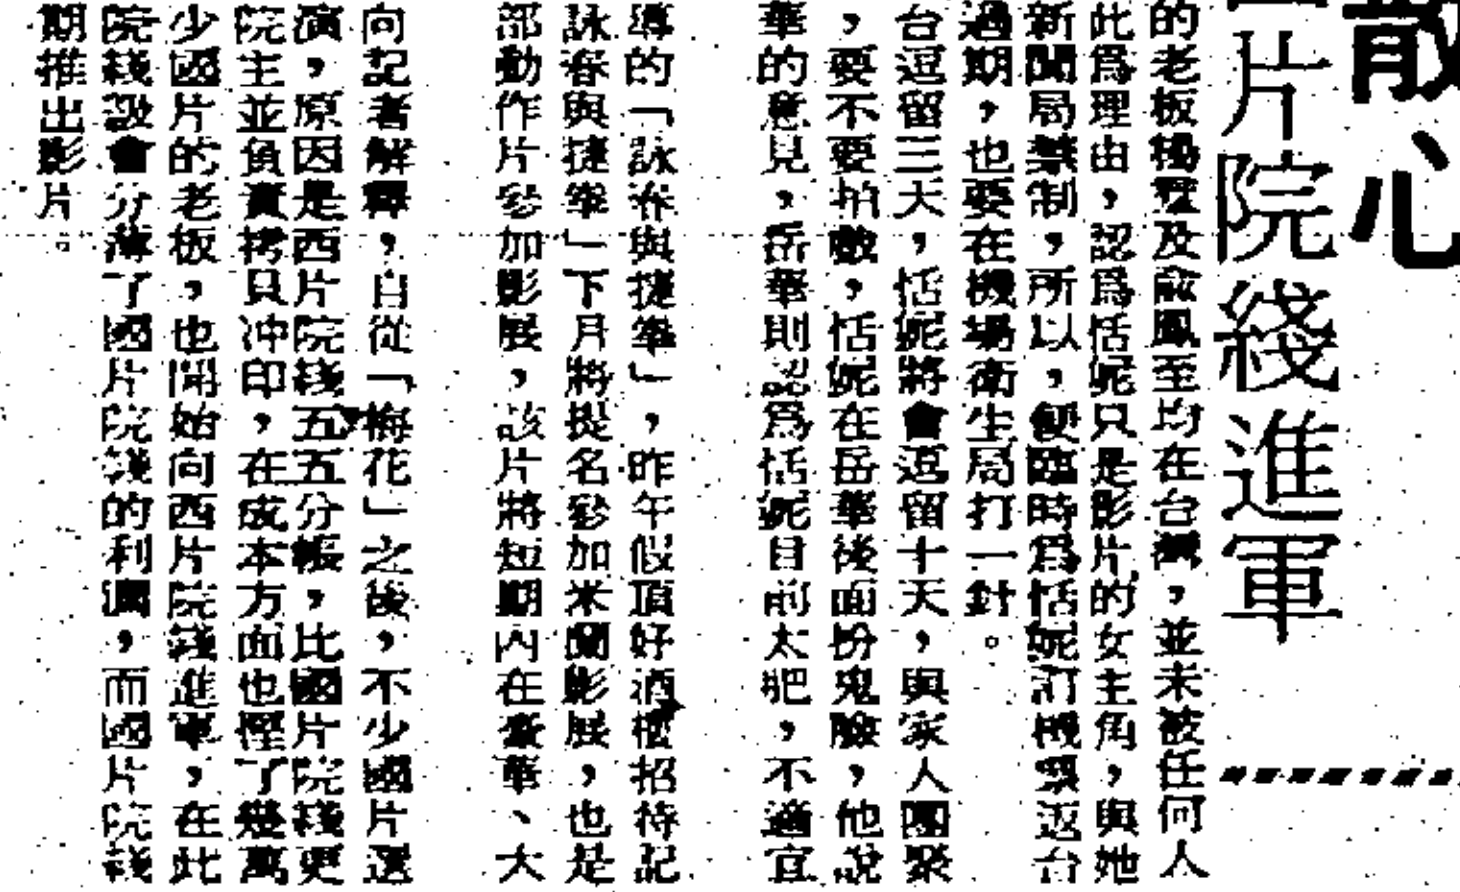 散心
片院綫進軍
的老板楊羣及俞鳳至均在台灣，並未被任何人
此爲理由，認爲恬妮只是影片的女主角，與她
新聞局禁制，所以，便臨時爲恬妮訂機票返台
過期，也要在機場衛生局打一針。
台逗留三天，恬妮將會逗留十天，與家人團聚
，要不要拍戲，恬妮在岳華後面扮鬼臉，他說
華的意見，岳華則認爲恬妮目前太肥，不適宜
導的「詠春與捷拳」，昨午假頂好酒樓招待記
詠春與捷拳」下月將提名參加米蘭影展，也是
部動作片參加影展，該片將短期內在豪華、大
向記者解釋，自從「梅花」之後，不少國片選
演，原因是西片院綫五五分帳，比國片院綫更
院主並負責拷貝冲印，在成本方面也慳了幾萬
少國片的老板，也開始向西片院綫進軍，在此
院綫設會分薄了國片院綫的利潤，而國片院綫
期推出影片。